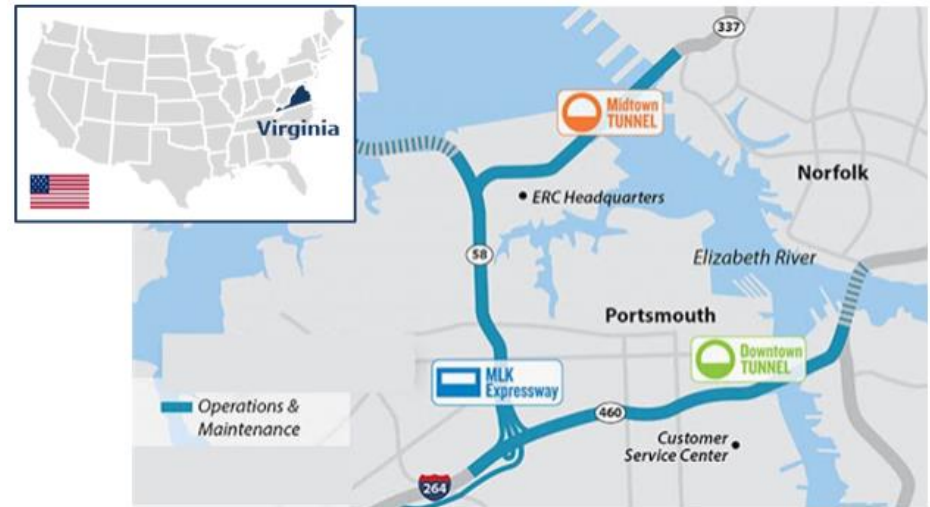 Virginia
337
Midtown
TUNNEL
Norfolk
ERC Headquarters
58
Elizabeth River
Portsmouth
Downtown
TUNNEL
MLK
Expressway
Operations &
Maintenance
460
Customer
Service Center
264